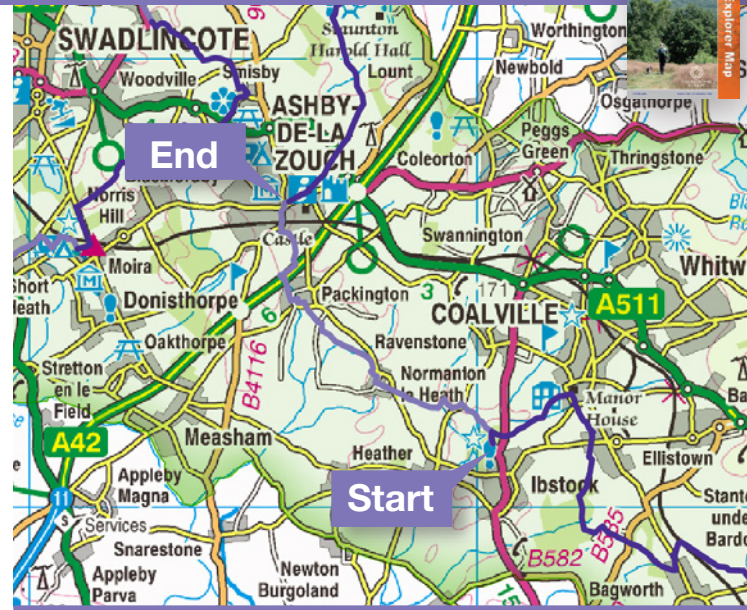 Explorer Map
SWADLINCOTE
Staunton
Harold Hall
Worthington
Woodville
Smisby
Lount
Newbold
Osgathorpe
ASHBY-
DE-LA
ZOUCH
Peggs
Green
End
Coleorton
Thringstone
Norris
Hill
Castle
Swannington
Whitw
Moira
Short
Heath
Donisthorpe
Packington
3
171
A511
COALVILLE
6
Oakthorpe
Ravenstone
B4116
Normanton
le Heath
Stretton
en le
Field
Manor
House
A42
Measham
Heather
Ellistown
Start
Appleby
Magna
Ibstock
11
S
Services
B585
Snarestone
B582
Appleby
Parva
Newton
Burgoland
15
Bagworth